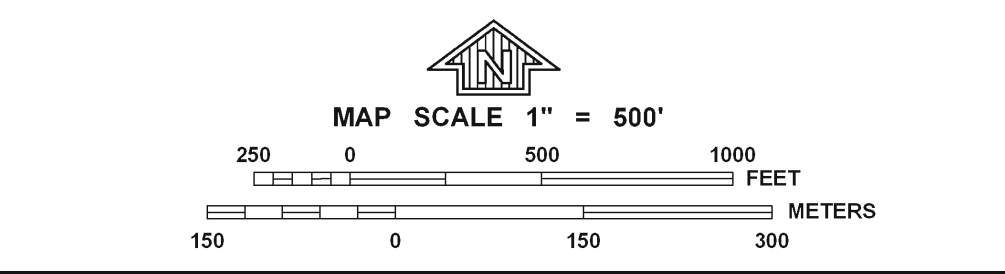 N
MAP SCALE 1" = 500'
250 0 500 1000
FEET
METERS
150 0 150 300